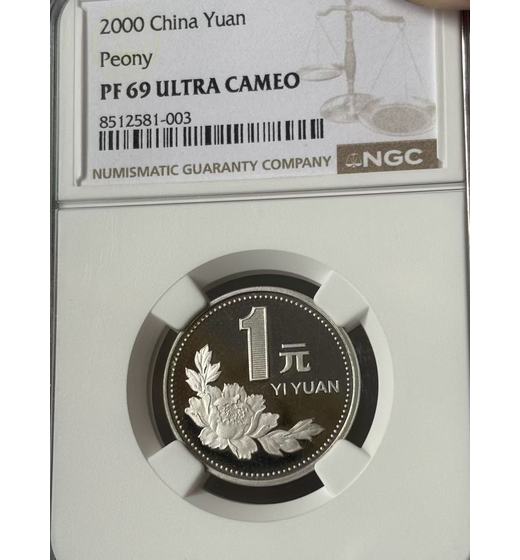 2000 China Yuan
Peony
PF 69 ULTRA CAMEO
8512581-003
NUMISMATIC GUARANTY COMPANY
NGC
1元
YI YUAN